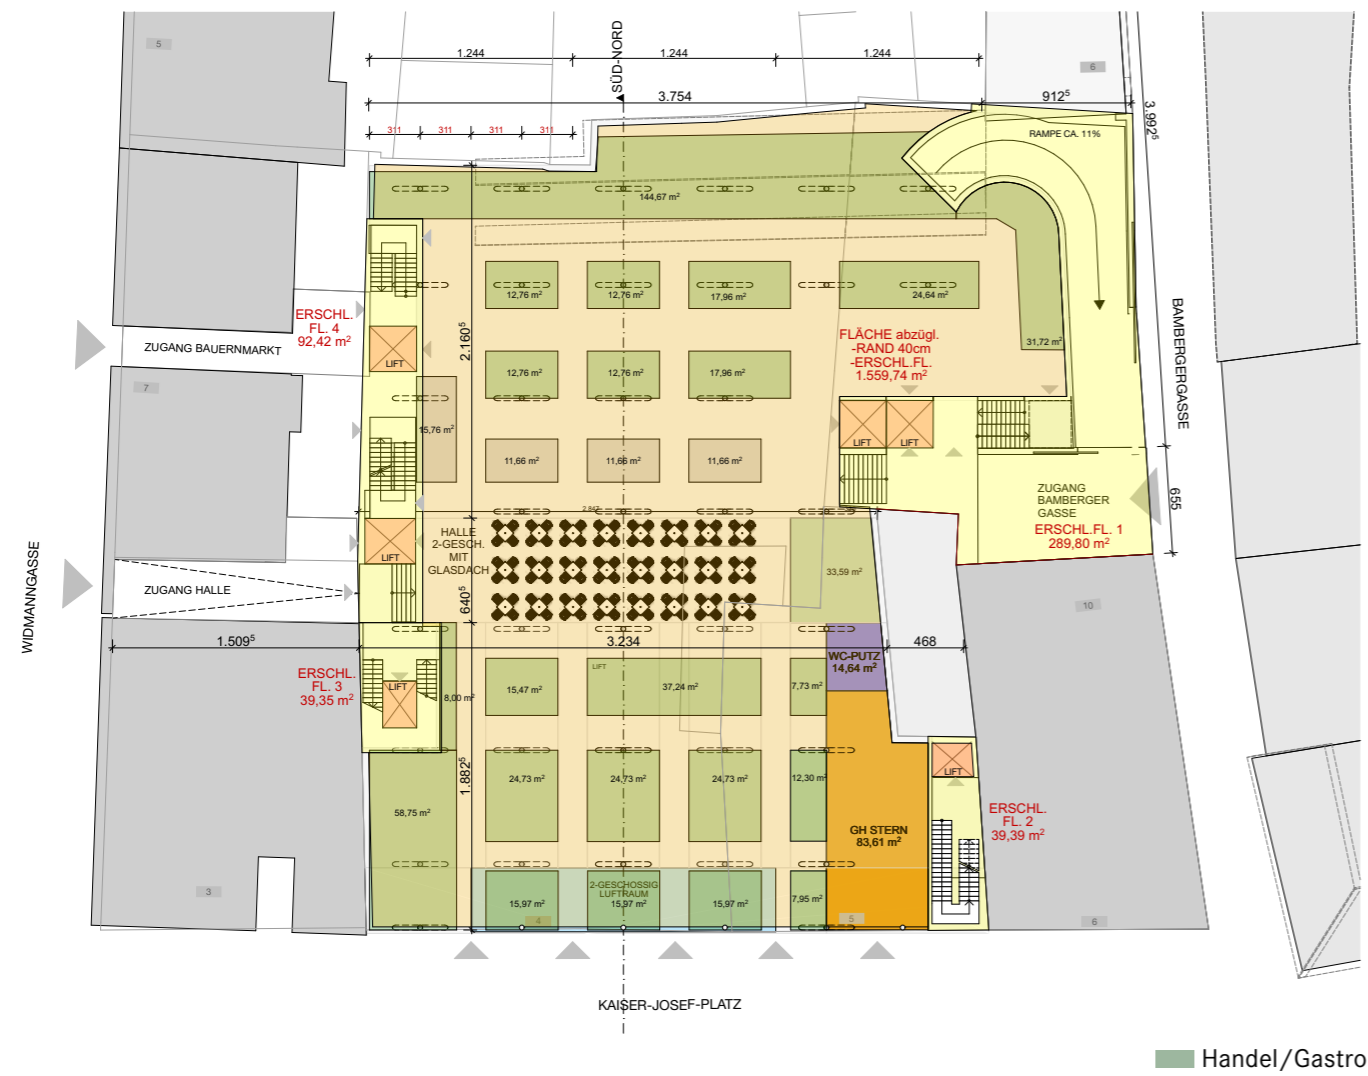 5
1.244
1.244
1.244
SÜD-NORD
6
3.754
912⁵
3.992⁵
311
311
311
311
RAMPE CA. 11%
144,67 m²
12,76 m²
12,76 m²
17,96 m²
24,64 m²
ERSCHL.
FL. 4
92,42 m²
ZUGANG BAUERNMARKT
LIFT
2.160⁵
FLÄCHE abzügl.
-RAND 40cm
-ERSCHL.FL.
1.559,74 m²
31,72 m²
BAMBERGERGASSE
7
12,76 m²
12,76 m²
17,96 m²
15,76 m²
LIFT
LIFT
11,66 m²
11,66 m²
11,66 m²
ZUGANG
BAMBERGER
GASSE
ERSCHL.FL. 1
289,80 m²
655
2.847
HALLE
2-GESCH.
MIT
GLASDACH
LIFT
WIDMANNGASSE
ZUGANG HALLE
640⁵
33,59 m²
10
1.509⁵
3.234
468
WC-PUTZ
14,64 m²
ERSCHL.
FL. 3
39,35 m²
LIFT
8,00 m²
15,47 m²
LIFT
37,24 m²
7,73 m²
1.882⁵
24,73 m²
24,73 m²
24,73 m²
12,30 m²
LIFT
58,75 m²
GH STERN
83,61 m²
ERSCHL.
FL. 2
39,39 m²
3
2-GESCHOSSIG
LUFTRAUM
15,97 m²
15,97 m²
15,97 m²
7,95 m²
4
5
6
KAISER-JOSEF-PLATZ
Handel/Gastro